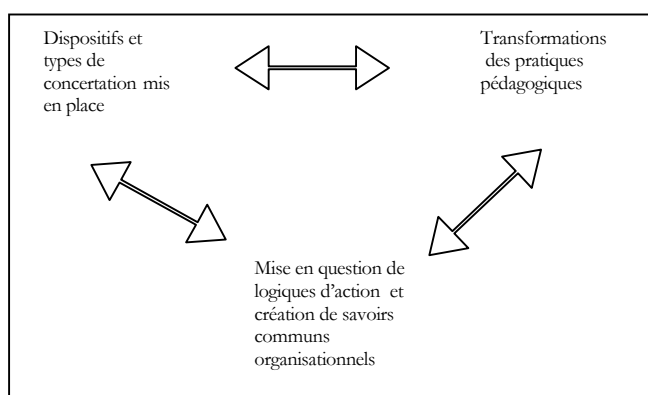 Dispositifs et
types de
concertation mis
en place
Transformations
des pratiques
pédagogiques
Mise en question de
logiques d'action et
création de savoirs
communs
organisationnels